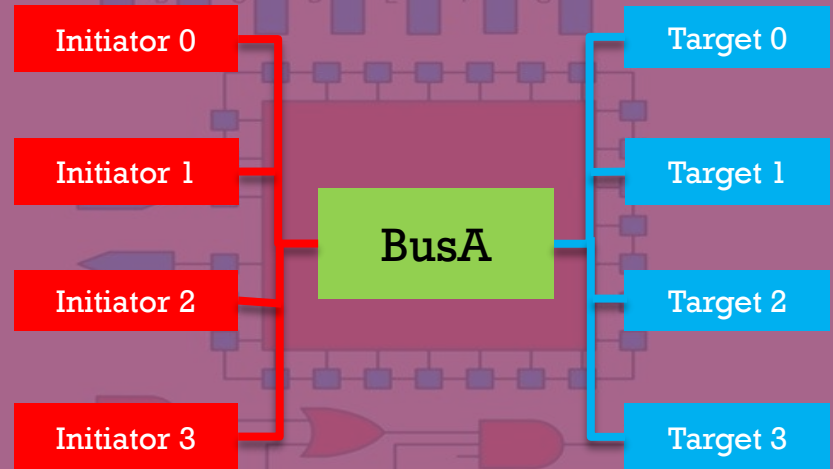 Initiator 0
Target 0
Initiator 1
Target 1
BusA
Initiator 2
Target 2
Initiator 3
Target 3